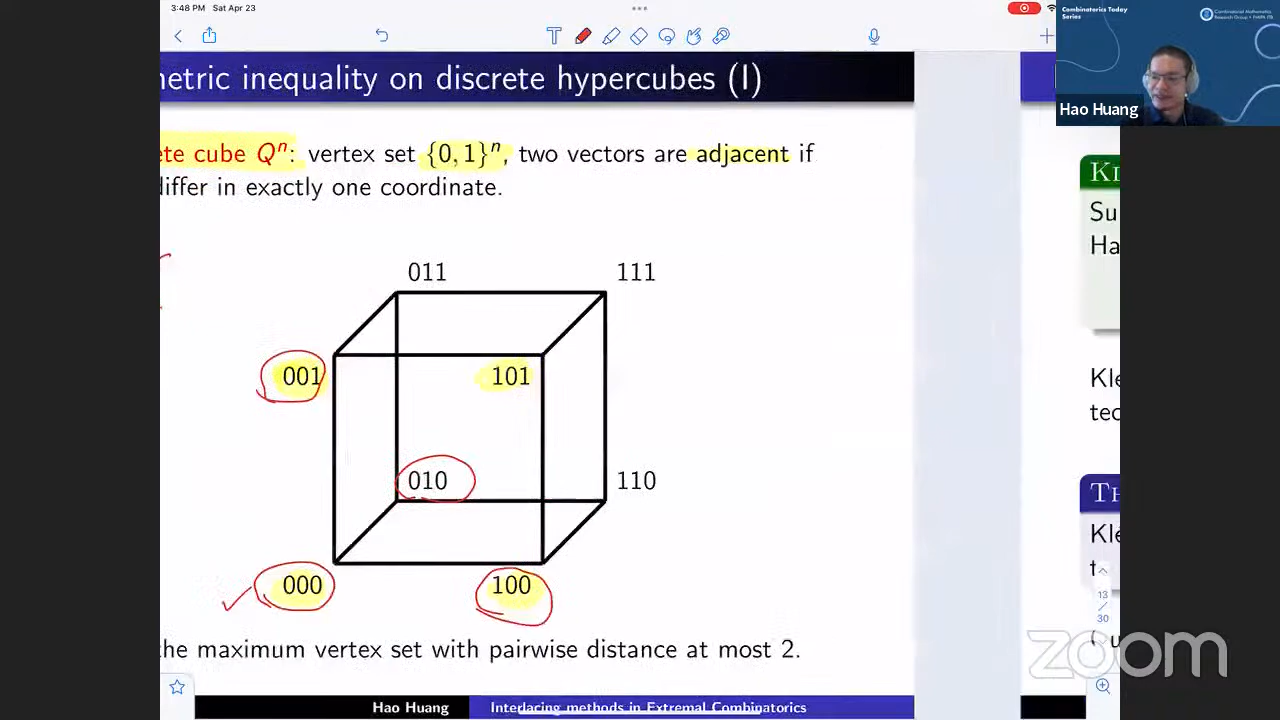 3:48 PM Sat Apr 23
Combinatorics Today
Series
Hao Huang
netric inequality on discrete hypercubes (I)
ete cube Qⁿ: vertex set {0, 1}ⁿ, two vectors are adjacent if
differ in exactly one coordinate.
011 111
001 101
010 110
000 100
the maximum vertex set with pairwise distance at most 2.
Hao Huang Interlacing methods in Extremal Combinatorics
Su
Ha
Kle
tec
Th
Kle
t
13
/
30
zoom